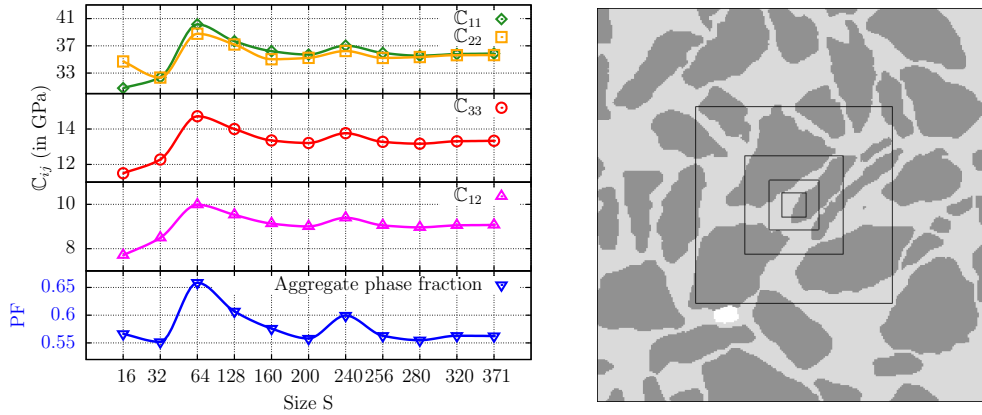 41
37
33
ℂ11
ℂ22
14
12
ℂ33
ℂij (in GPa)
10
8
ℂ12
0.65
0.6
0.55
PF
Aggregate phase fraction
16 32 64 128 160 200 240 256 280 320 371
Size S